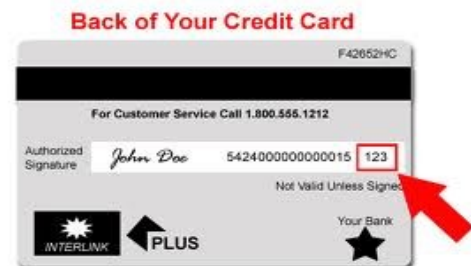 Back of Your Credit Card
F42652HC
For Customer Service Call 1.800.555.1212
Authorized Signature John Doe 5424000000000015 123
Not Valid Unless Signed
Your Bank
INTERLINK PLUS